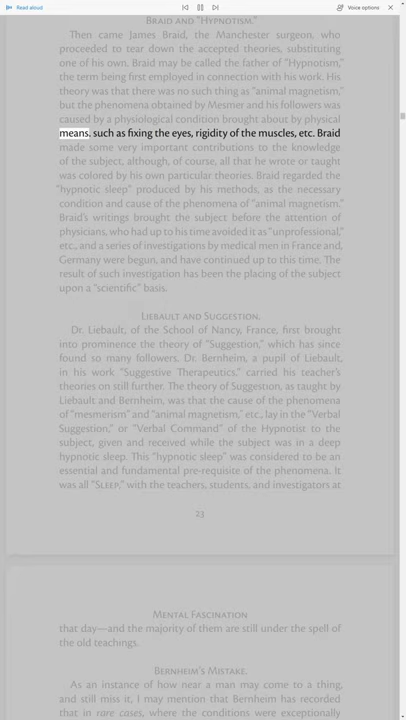 Read aloud
Voice options
Braid and "Hypnotism."
Then came James Braid, the Manchester surgeon, who
proceeded to tear down the accepted theories, substituting
one of his own. Braid may be called the father of "Hypnotism,"
the term being first employed in connection with his work. His
theory was that there was no such thing as "animal magnetism,"
but the phenomena obtained by Mesmer and his followers was
caused by a physiological condition brought about by physical
means, such as fixing the eyes, rigidity of the muscles, etc. Braid
made some very important contributions to the knowledge
of the subject, although, of course, all that he wrote or taught
was colored by his own particular theories. Braid regarded the
"hypnotic sleep" produced by his methods, as the necessary
condition and cause of the phenomena of "animal magnetism."
Braid's writings brought the subject before the attention of
physicians, who had up to his time avoided it as "unprofessional,"
etc., and a series of investigations by medical men in France and,
Germany were begun, and have continued up to this time. The
result of such investigation has been the placing of the subject
upon a "scientific" basis.
Liebault and Suggestion.
Dr. Liebault, of the School of Nancy, France, first brought
into prominence the theory of "Suggestion," which has since
found so many followers. Dr. Bernheim, a pupil of Liebault,
in his work "Suggestive Therapeutics," carried his teacher's
theories on still further. The theory of Suggestion, as taught by
Liebault and Bernheim, was that the cause of the phenomena
of "mesmerism" and "animal magnetism," etc., lay in the "Verbal
Suggestion," or "Verbal Command" of the Hypnotist to the
subject, given and received while the subject was in a deep
hypnotic sleep. This "hypnotic sleep" was considered to be an
essential and fundamental pre-requisite of the phenomena. It
was all "Sleep," with the teachers, students, and investigators at
23
Mental Fascination
that day—and the majority of them are still under the spell of
the old teachings.
Bernheim's Mistake.
As an instance of how near a man may come to a thing,
and still miss it, I may mention that Bernheim has recorded
that in rare cases, where the conditions were exceptionally